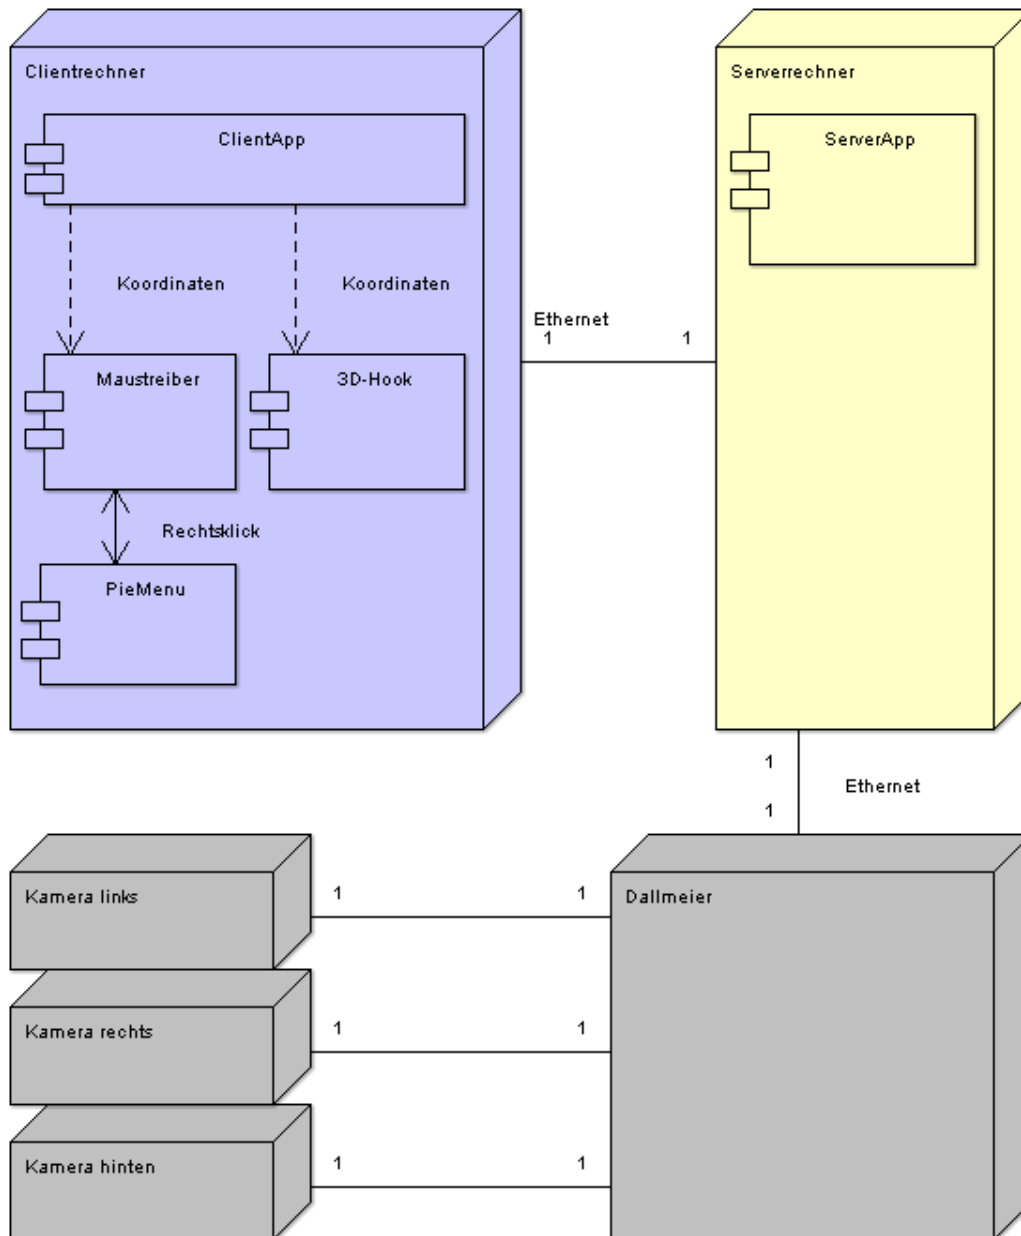 Clientrechner
Serverrechner
ClientApp
ServerApp
Koordinaten
Koordinaten
Ethernet
1
1
Maustreiber
3D-Hook
Rechtsklick
PieMenu
1
Ethernet
1
Kamera links
1
1
Dallmeier
Kamera rechts
1
1
Kamera hinten
1
1